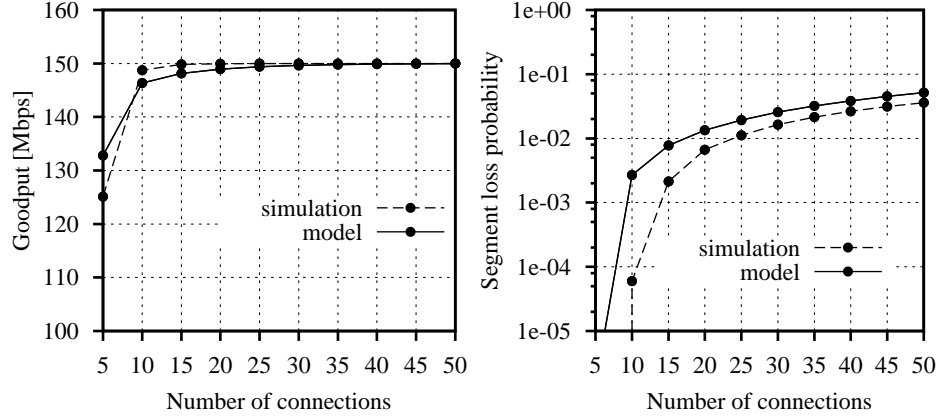 160
150
140
130
120
110
100
Goodput [Mbps]
simulation
model
5 10 15 20 25 30 35 40 45 50
Number of connections
1e+00
1e-01
1e-02
1e-03
1e-04
1e-05
Segment loss probability
simulation
model
5 10 15 20 25 30 35 40 45 50
Number of connections